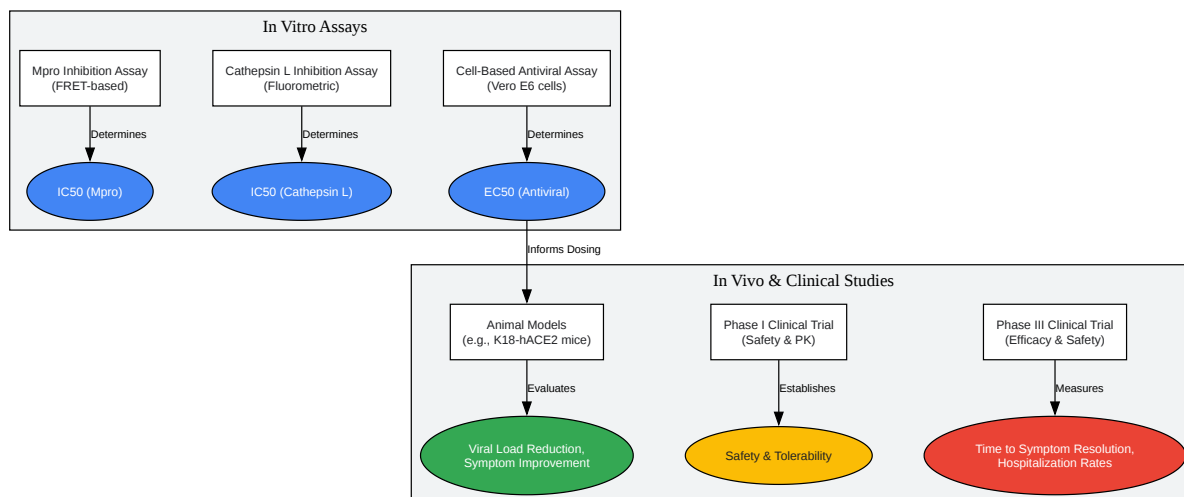 In Vitro Assays
Mpro Inhibition Assay
(FRET-based)
Cathepsin L Inhibition Assay
(Fluorometric)
Cell-Based Antiviral Assay
(Vero E6 cells)
Determines
Determines
Determines
IC50 (Mpro)
IC50 (Cathepsin L)
EC50 (Antiviral)
Informs Dosing
In Vivo & Clinical Studies
Animal Models
(e.g., K18-hACE2 mice)
Phase I Clinical Trial
(Safety & PK)
Phase III Clinical Trial
(Efficacy & Safety)
Evaluates
Establishes
Measures
Viral Load Reduction,
Symptom Improvement
Safety & Tolerability
Time to Symptom Resolution,
Hospitalization Rates